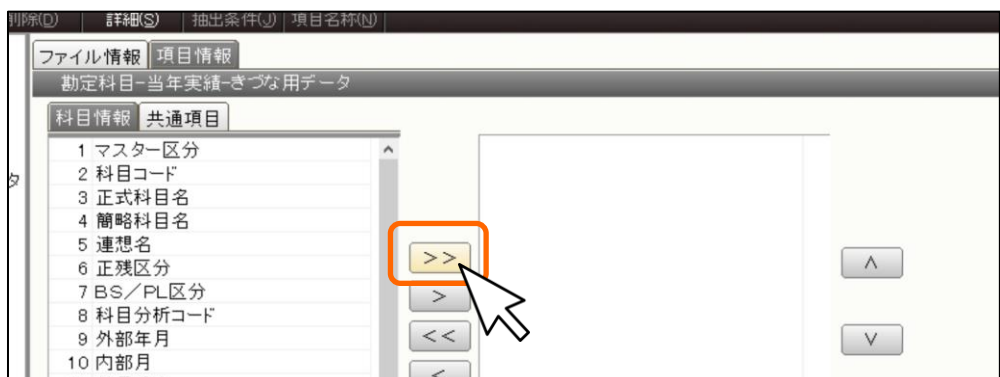 削除(D) 詳細(S) 抽出条件(J) 項目名称(N)
ファイル情報 項目情報
勘定科目-当年実績-きづな用データ
科目情報 共通項目
1 マスター区分
2 科目コード
3 正式科目名
4 簡略科目名
5 連想名
6 正残区分
7 BS/PL区分
8 科目分析コード
9 外部年月
10 内部月
タ
>>
>
<<
<
∧
∨